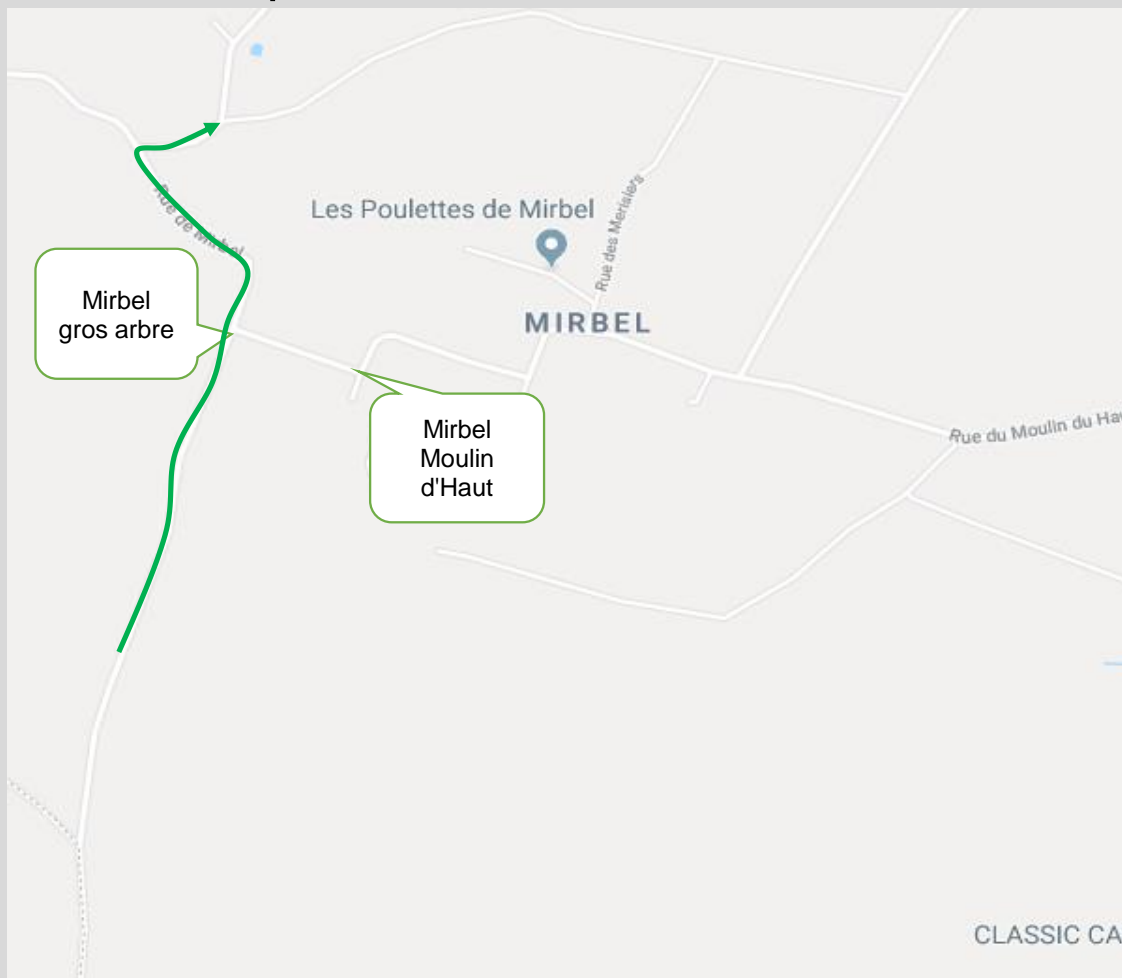 Rue de Mirbel
Les Poulettes de Mirbel
Rue des Merisiers
Mirbel
gros arbre
MIRBEL
Mirbel
Moulin
d'Haut
Rue du Moulin du Ha
CLASSIC CA